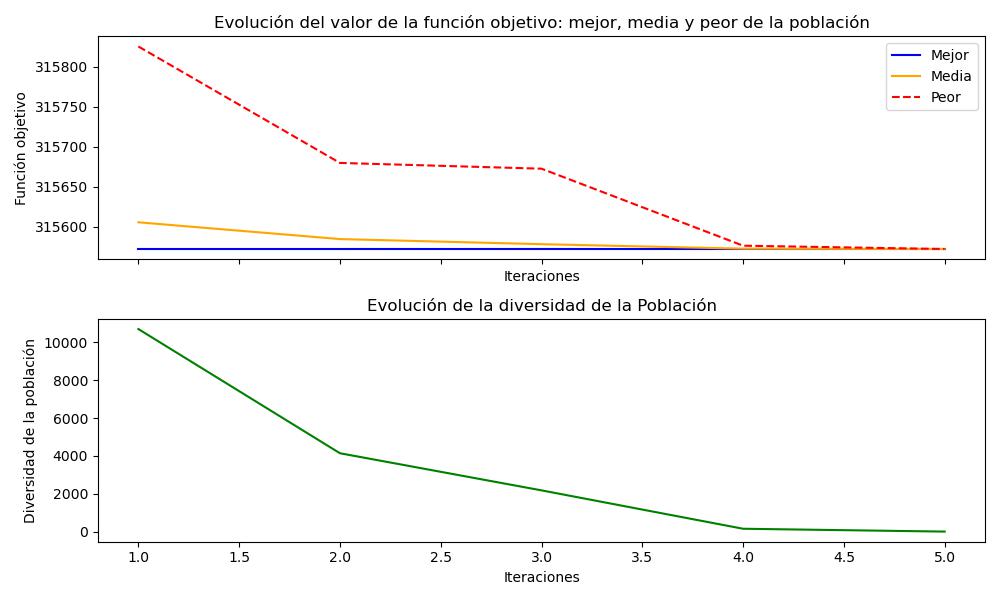 Evolución del valor de la función objetivo: mejor, media y peor de la población
Función objetivo
315800
315750
315700
315650
315600
Mejor
Media
Peor
Iteraciones
Evolución de la diversidad de la Población
Diversidad de la población
10000
8000
6000
4000
2000
0
1.0 1.5 2.0 2.5 3.0 3.5 4.0 4.5 5.0
Iteraciones